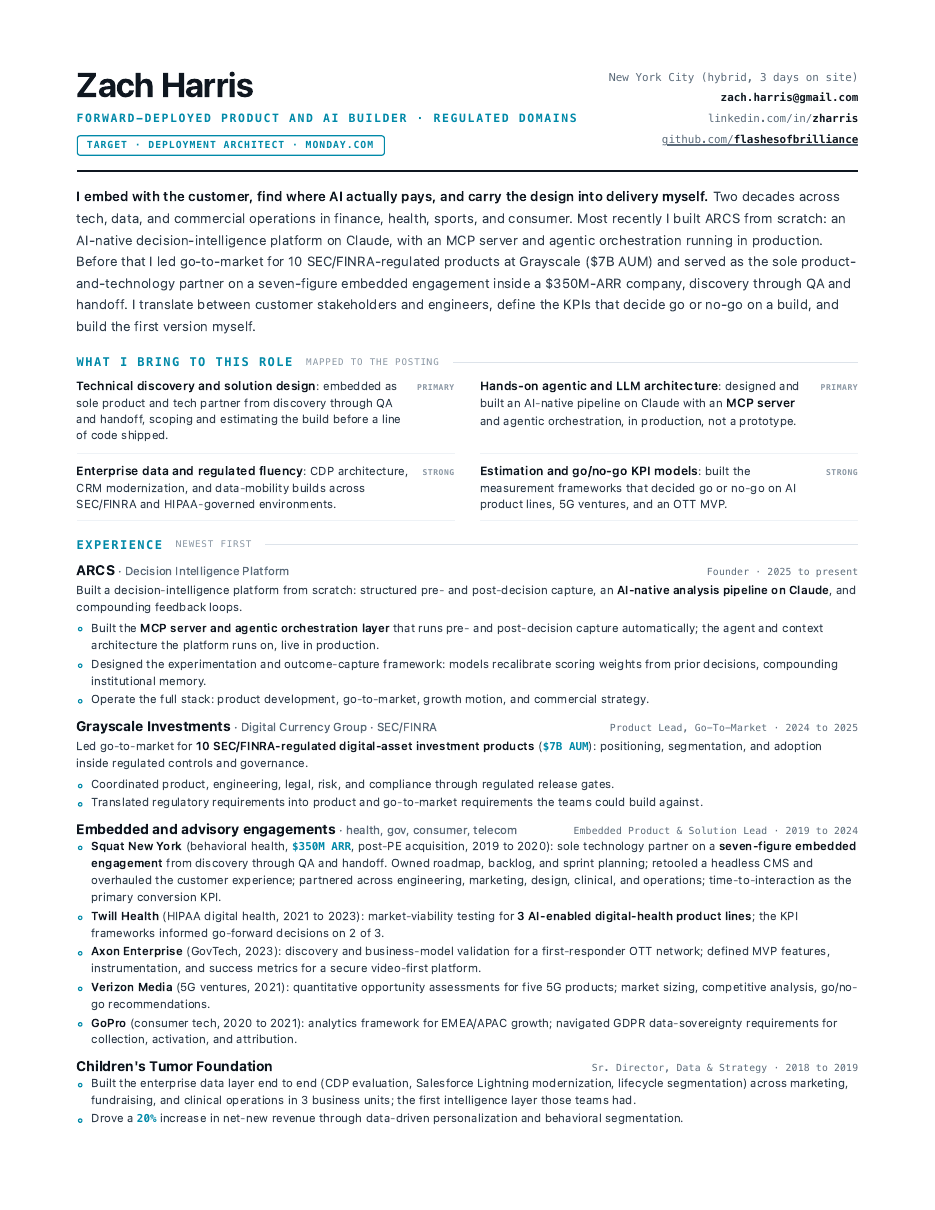 Zach Harris
FORWARD–DEPLOYED PRODUCT AND AI BUILDER · REGULATED DOMAINS
TARGET · DEPLOYMENT ARCHITECT · MONDAY.COM
New York City (hybrid, 3 days on site)
zach.harris@gmail.com
linkedin.com/in/zharris
github.com/flashesofbrilliance
I embed with the customer, find where AI actually pays, and carry the design into delivery myself. Two decades across
tech, data, and commercial operations in finance, health, sports, and consumer. Most recently I built ARCS from scratch: an
AI-native decision-intelligence platform on Claude, with an MCP server and agentic orchestration running in production.
Before that I led go-to-market for 10 SEC/FINRA-regulated products at Grayscale ($7B AUM) and served as the sole product-
and-technology partner on a seven-figure embedded engagement inside a $350M-ARR company, discovery through QA and
handoff. I translate between customer stakeholders and engineers, define the KPIs that decide go or no-go on a build, and
build the first version myself.
WHAT I BRING TO THIS ROLE MAPPED TO THE POSTING
Technical discovery and solution design: embedded as PRIMARY
sole product and tech partner from discovery through QA
and handoff, scoping and estimating the build before a line
of code shipped.
Hands-on agentic and LLM architecture: designed and PRIMARY
built an AI-native pipeline on Claude with an MCP server
and agentic orchestration, in production, not a prototype.
Enterprise data and regulated fluency: CDP architecture, STRONG
CRM modernization, and data-mobility builds across
SEC/FINRA and HIPAA-governed environments.
Estimation and go/no-go KPI models: built the STRONG
measurement frameworks that decided go or no-go on AI
product lines, 5G ventures, and an OTT MVP.
EXPERIENCE NEWEST FIRST
ARCS · Decision Intelligence Platform Founder · 2025 to present
Built a decision-intelligence platform from scratch: structured pre- and post-decision capture, an AI-native analysis pipeline on Claude, and
compounding feedback loops.
Built the MCP server and agentic orchestration layer that runs pre- and post-decision capture automatically; the agent and context
architecture the platform runs on, live in production.
Designed the experimentation and outcome-capture framework: models recalibrate scoring weights from prior decisions, compounding
institutional memory.
Operate the full stack: product development, go-to-market, growth motion, and commercial strategy.
Grayscale Investments · Digital Currency Group · SEC/FINRA Product Lead, Go–To–Market · 2024 to 2025
Led go-to-market for 10 SEC/FINRA-regulated digital-asset investment products ($7B AUM): positioning, segmentation, and adoption
inside regulated controls and governance.
Coordinated product, engineering, legal, risk, and compliance through regulated release gates.
Translated regulatory requirements into product and go-to-market requirements the teams could build against.
Embedded and advisory engagements · health, gov, consumer, telecom Embedded Product & Solution Lead · 2019 to 2024
Squat New York (behavioral health, $350M ARR, post-PE acquisition, 2019 to 2020): sole technology partner on a seven-figure embedded
engagement from discovery through QA and handoff. Owned roadmap, backlog, and sprint planning; retooled a headless CMS and
overhauled the customer experience; partnered across engineering, marketing, design, clinical, and operations; time-to-interaction as the
primary conversion KPI.
Twill Health (HIPAA digital health, 2021 to 2023): market-viability testing for 3 AI-enabled digital-health product lines; the KPI
frameworks informed go-forward decisions on 2 of 3.
Axon Enterprise (GovTech, 2023): discovery and business-model validation for a first-responder OTT network; defined MVP features,
instrumentation, and success metrics for a secure video-first platform.
Verizon Media (5G ventures, 2021): quantitative opportunity assessments for five 5G products; market sizing, competitive analysis, go/no-
go recommendations.
GoPro (consumer tech, 2020 to 2021): analytics framework for EMEA/APAC growth; navigated GDPR data-sovereignty requirements for
collection, activation, and attribution.
Children's Tumor Foundation Sr. Director, Data & Strategy · 2018 to 2019
Built the enterprise data layer end to end (CDP evaluation, Salesforce Lightning modernization, lifecycle segmentation) across marketing,
fundraising, and clinical operations in 3 business units; the first intelligence layer those teams had.
Drove a 20% increase in net-new revenue through data-driven personalization and behavioral segmentation.